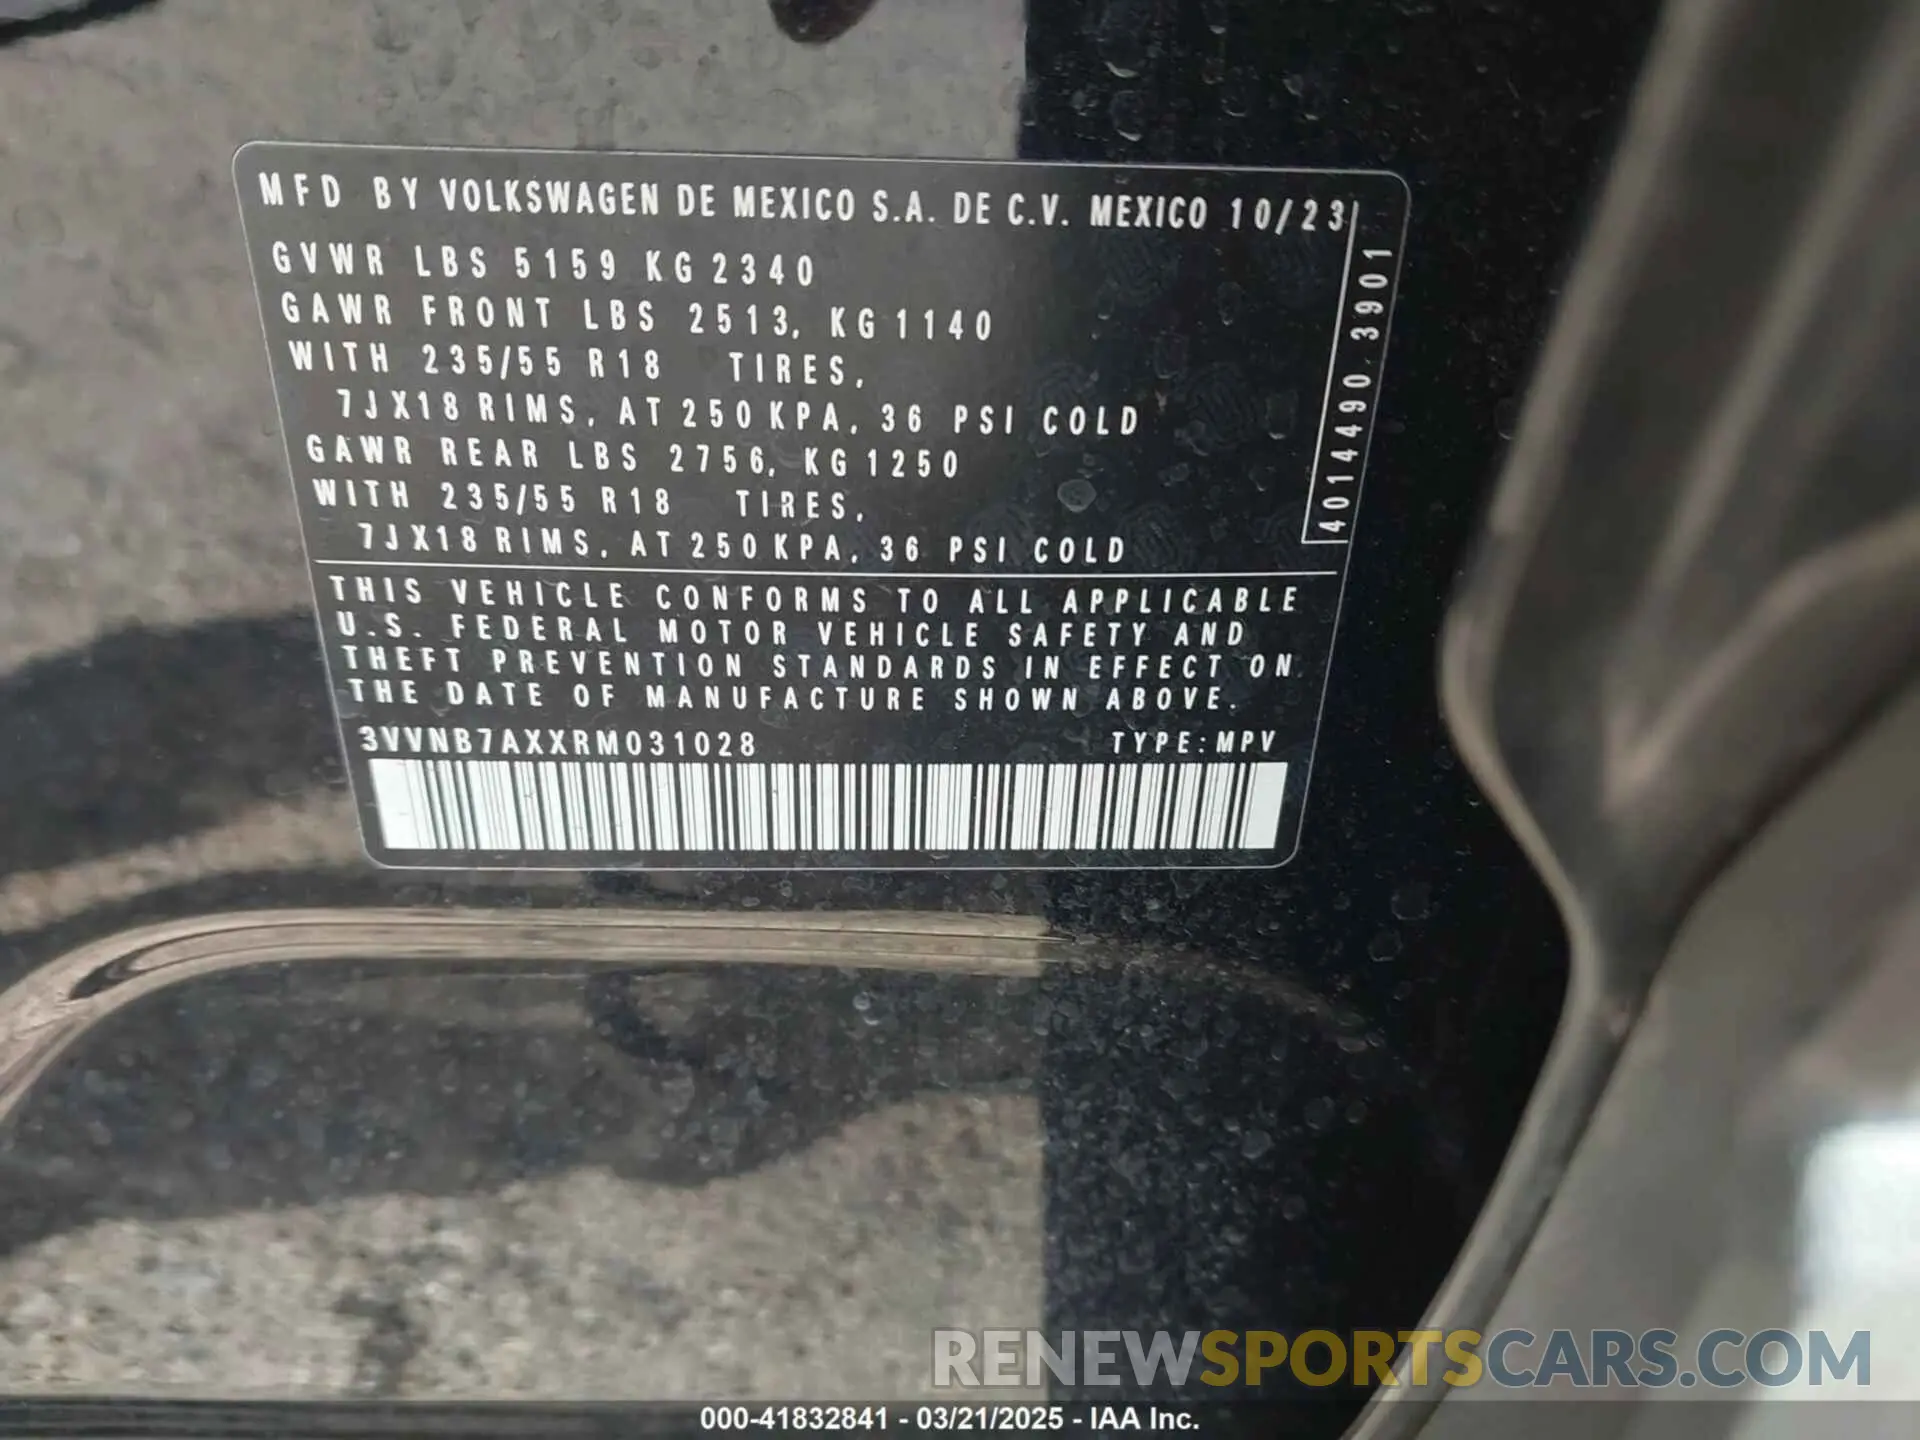 MFD BY VOLKSWAGEN DE MEXICO S.A. DE C.V. MEXICO 10/23
GVWR LBS 5159 KG 2340
GAWR FRONT LBS 2513, KG 1140
WITH 235/55 R18 TIRES,
7JX18 RIMS, AT 250 KPA, 36 PSI COLD
GAWR REAR LBS 2756, KG 1250
WITH 235/55 R18 TIRES,
7JX18 RIMS, AT 250 KPA, 36 PSI COLD
4014490.3901
THIS VEHICLE CONFORMS TO ALL APPLICABLE
U.S. FEDERAL MOTOR VEHICLE SAFETY AND
THEFT PREVENTION STANDARDS IN EFFECT ON
THE DATE OF MANUFACTURE SHOWN ABOVE.
3VVNB7AXXRM031028 TYPE:MPV
RENEWSPORTSCARS.COM
000-41832841 - 03/21/2025 - IAA Inc.